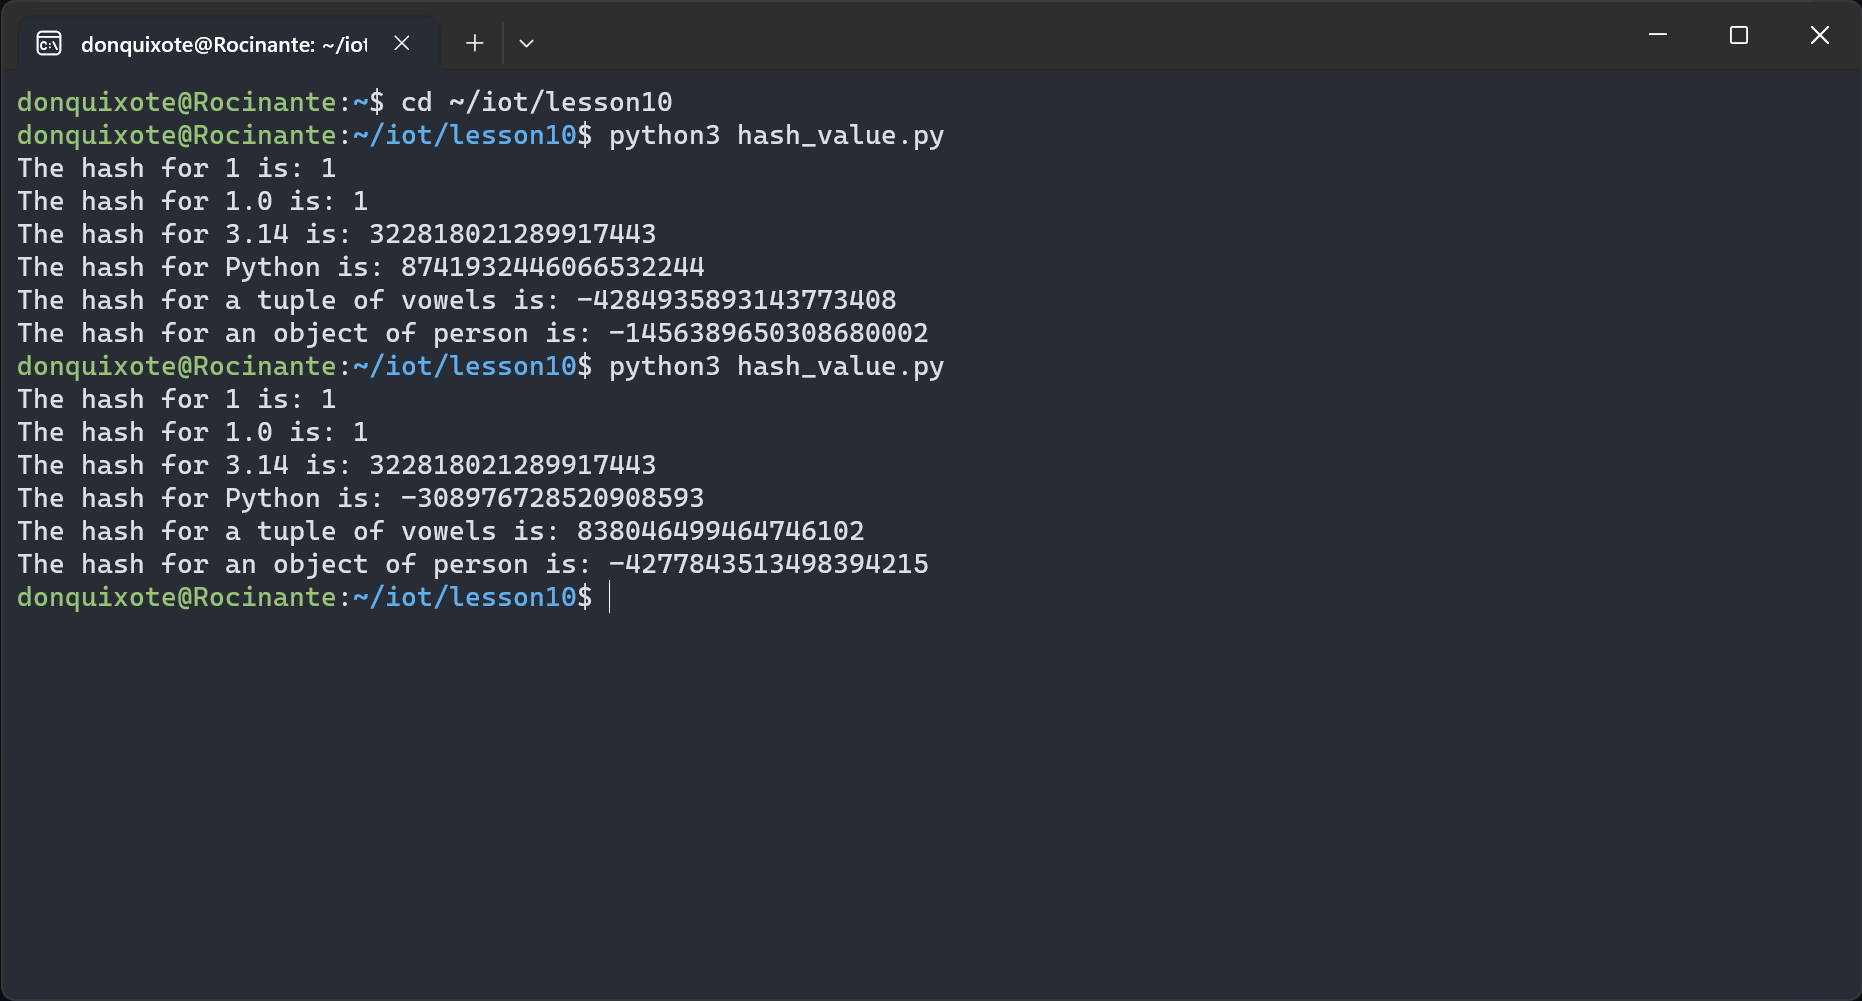 donquixote@Rocinante: ~/iot
donquixote@Rocinante:~$ cd ~/iot/lesson10
donquixote@Rocinante:~/iot/lesson10$ python3 hash_value.py
The hash for 1 is: 1
The hash for 1.0 is: 1
The hash for 3.14 is: 322818021289917443
The hash for Python is: 8741932446066532244
The hash for a tuple of vowels is: -4284935893143773408
The hash for an object of person is: -1456389650308680002
donquixote@Rocinante:~/iot/lesson10$ python3 hash_value.py
The hash for 1 is: 1
The hash for 1.0 is: 1
The hash for 3.14 is: 322818021289917443
The hash for Python is: -308976728520908593
The hash for a tuple of vowels is: 838046499464746102
The hash for an object of person is: -4277843513498394215
donquixote@Rocinante:~/iot/lesson10$